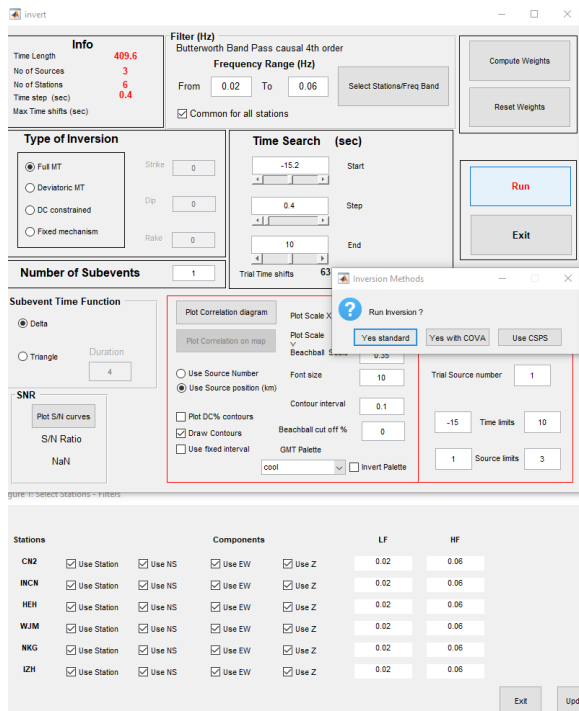 invert
Info
Time Length 409.6
No of Sources 3
No of Stations 6
Time step (sec) 0.4
Max Time shifts (sec)
Filter (Hz)
Butterworth Band Pass causal 4th order
Frequency Range (Hz)
From 0.02 To 0.06 Select Stations/Freq Band
Common for all stations
Compute Weights
Reset Weights
Type of Inversion
Full MT
Deviatoric MT
DC constrained
Fixed mechanism
Strike 0
Dip 0
Rake 0
Time Search (sec)
-15.2 Start
0.4 Step
10 End
Trial Time shifts 63
Run
Exit
Number of Subevents 1
Inversion Methods
Run Inversion ?
Yes standard Yes with COVA Use CSPS
Subevent Time Function
Delta
Triangle
Duration
4
SNR
Plot S/N curves
S/N Ratio
NaN
Plot Correlation diagram Plot Scale X
Plot Correlation on map Plot Scale
Beachball 0.35
Use Source Number Font size 10
Use Source position (km)
Contour interval 0.1
Plot DC% contours
Draw Contours Beachball cut off % 0
Use fixed interval GMT Palette
cool Invert Palette
Trial Source number 1
-15 Time limits 10
1 Source limits 3
gure 1: Select Stations - Filters
Stations Components LF HF
CN2 Use Station Use NS Use EW Use Z 0.02 0.06
INCN Use Station Use NS Use EW Use Z 0.02 0.06
HEH Use Station Use NS Use EW Use Z 0.02 0.06
WJM Use Station Use NS Use EW Use Z 0.02 0.06
NKG Use Station Use NS Use EW Use Z 0.02 0.06
IZH Use Station Use NS Use EW Use Z 0.02 0.06
Exit Upd